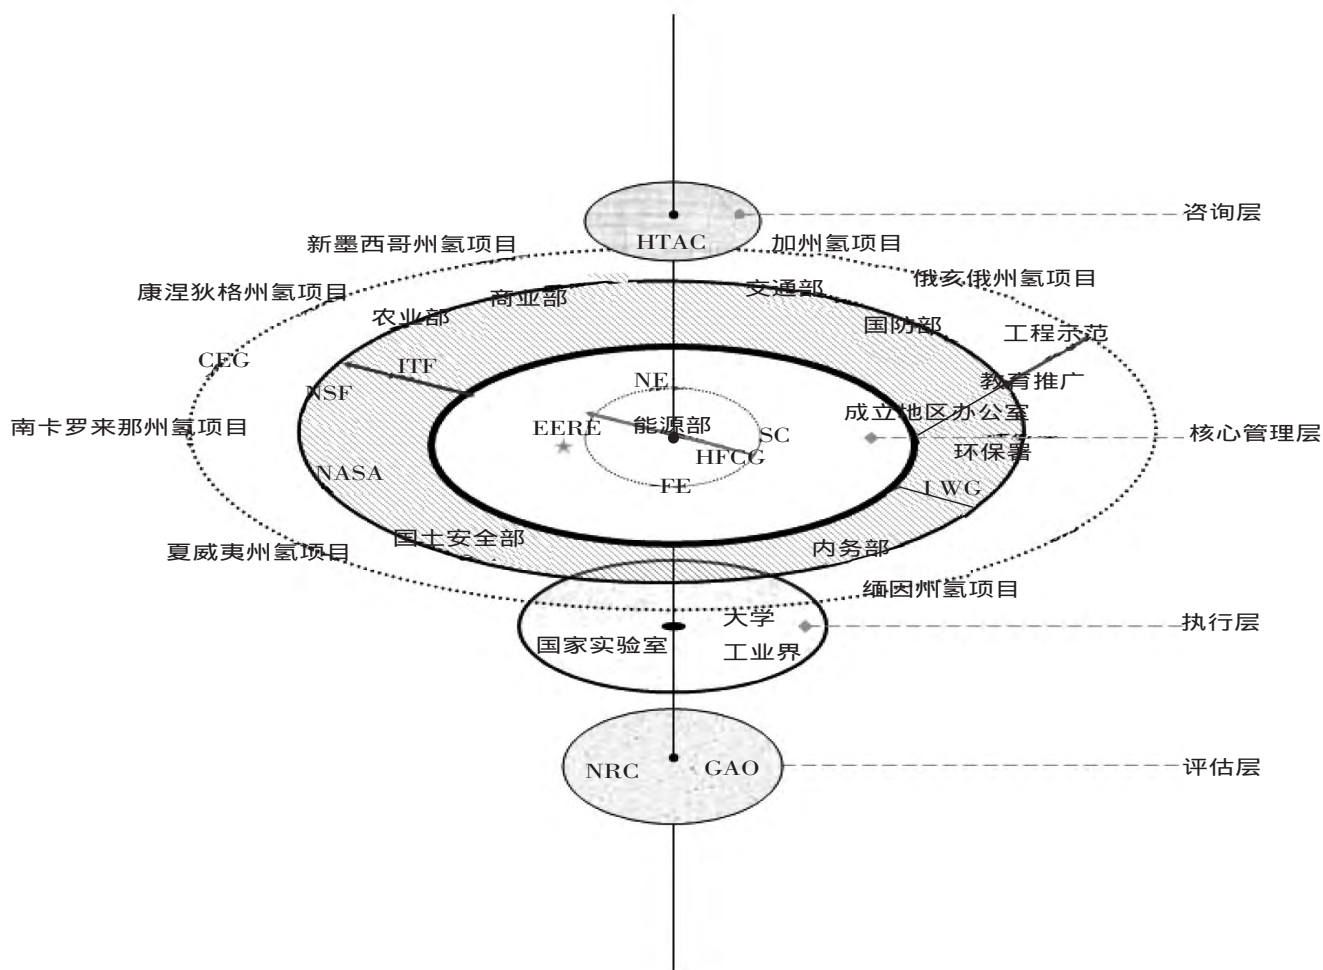 咨询层
HTAC
新墨西哥州氢项目
加州氢项目
俄亥俄州氢项目
康涅狄格州氢项目
商业部
交通部
农业部
国防部
工程示范
CEG
ITF
NE
教育推广
NSF
成立地区办公室
EERE
能源部
SC
南卡罗来那州氢项目
核心管理层
HFCG
环保署
NASA
FE
LWG
国土安全部
内务部
夏威夷州氢项目
缅因州氢项目
大学
执行层
国家实验室
工业界
NRC
GAO
评估层